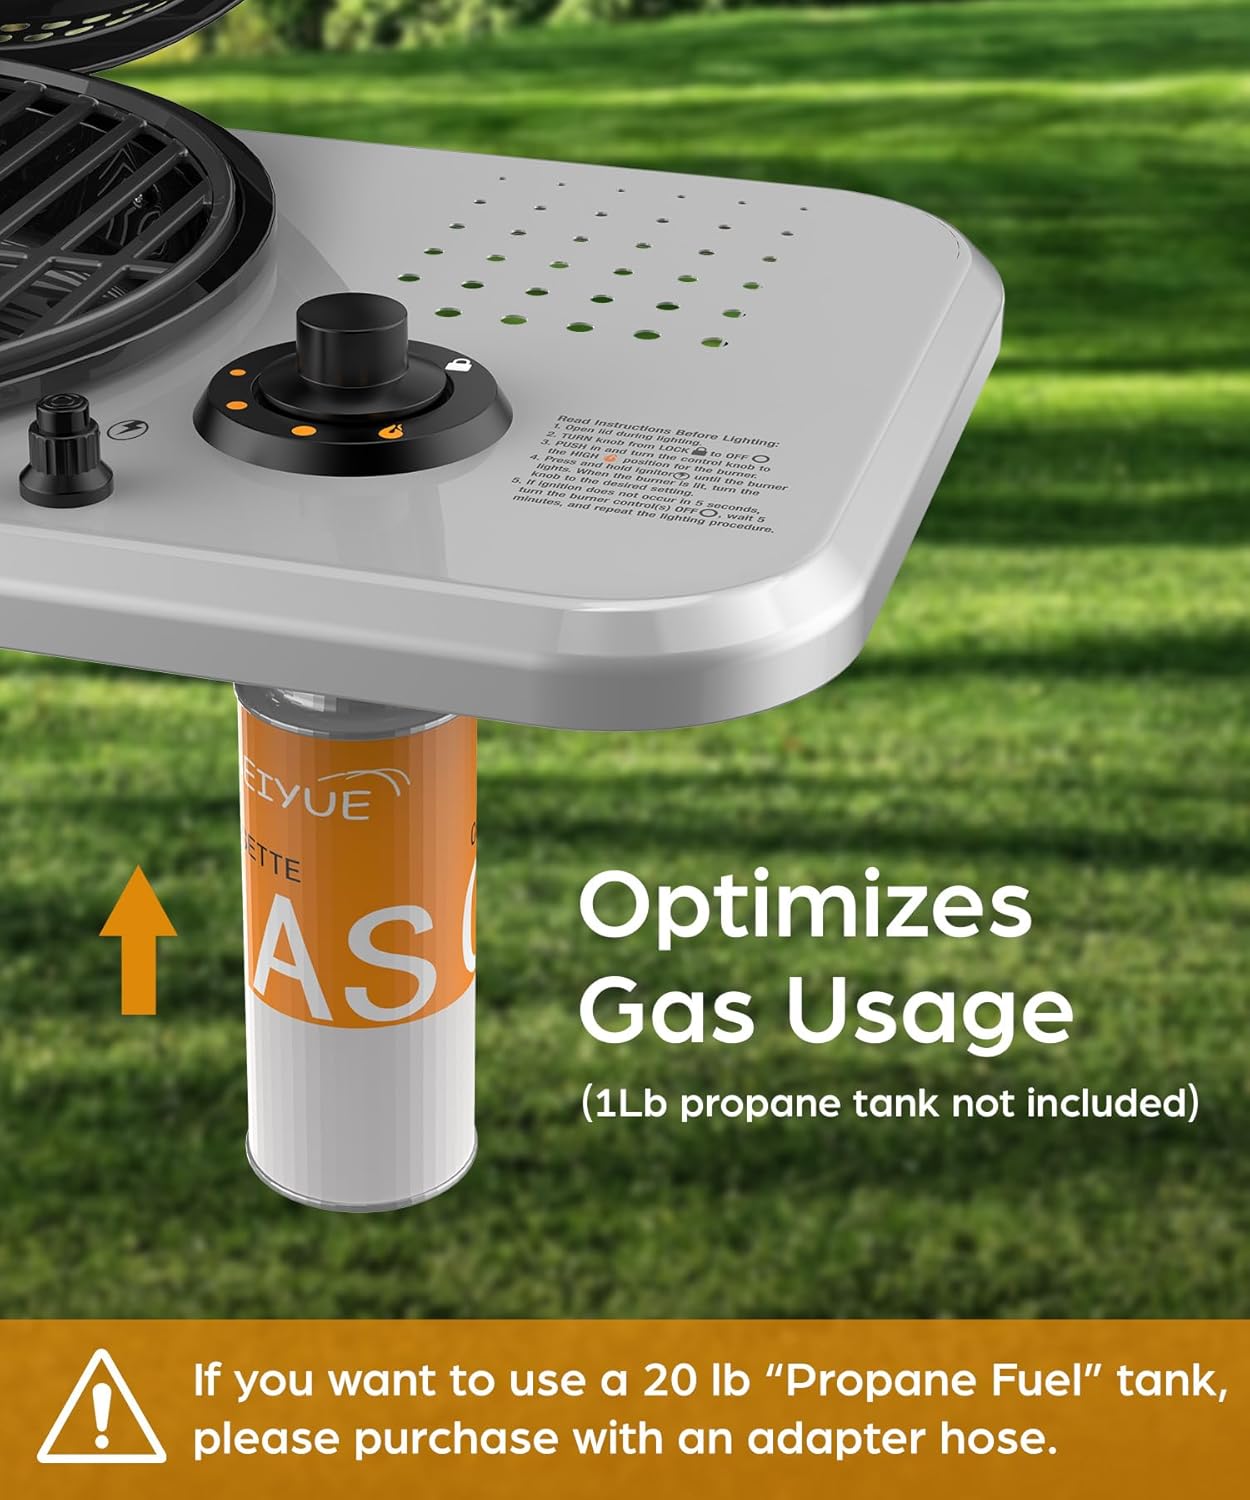 Read Instructions Before Lighting:
1. Open lid during lighting.
2. TURN knob from LOCK to OFF
3. PUSH in and turn the control knob to
the HIGH position for the burner.
4. Press and hold ignitor until the burner
lights. When the burner is lit, turn the
knob to the desired setting.
5. If ignition does not occur in 5 seconds,
turn the burner control(s) OFF, wait 5
minutes, and repeat the lighting procedure.
EIYUE
ETTE
AS
Optimizes
Gas Usage
(1Lb propane tank not included)
If you want to use a 20 lb “Propane Fuel” tank,
please purchase with an adapter hose.